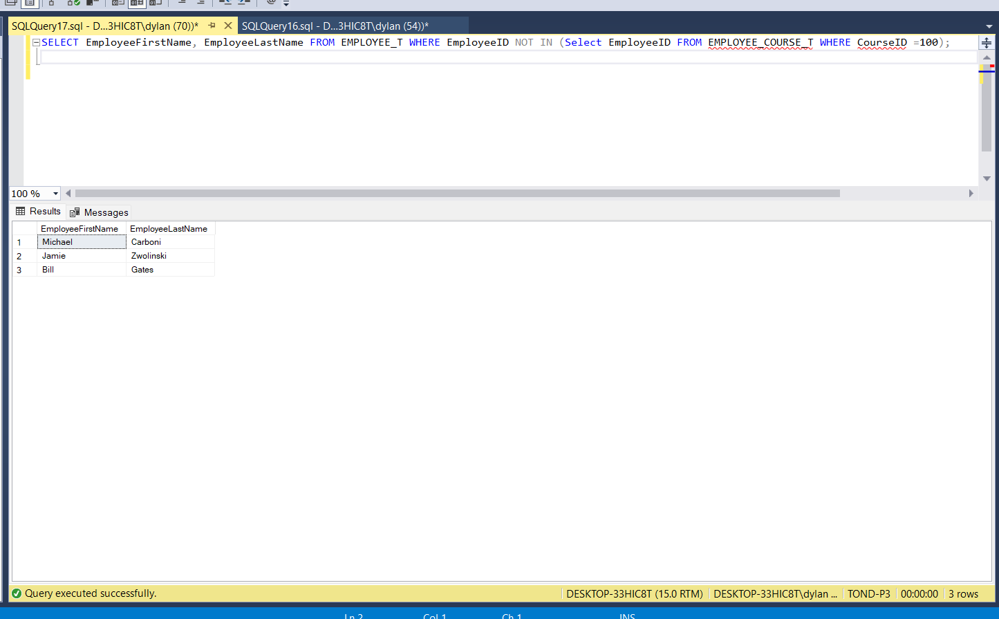 SQLQuery17.sql - D...3HIC8T\dylan (70))* SQLQuery16.sql - D...3HIC8T\dylan (54))*
SELECT EmployeeFirstName, EmployeeLastName FROM EMPLOYEE_T WHERE EmployeeID NOT IN (Select EmployeeID FROM EMPLOYEE_COURSE_T WHERE CourseID =100);
100 %
Results Messages
EmployeeFirstName EmployeeLastName
1 Michael Carboni
2 Jamie Zwolinski
3 Bill Gates
Query executed successfully. DESKTOP-33HIC8T (15.0 RTM) DESKTOP-33HIC8T\dylan ... TOND-P3 00:00:00 3 rows
Ln 2 Col 1 Ch 1 INS